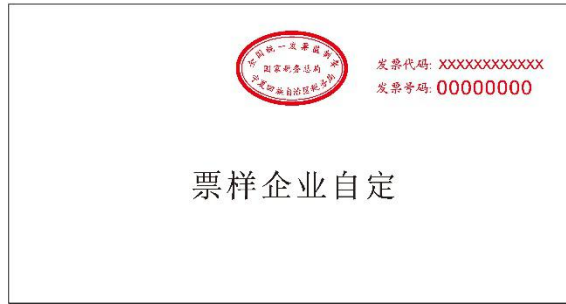 全国统一发票监制章
国家税务总局
宁夏回族自治区税务局
发票代码: XXXXXXXXXXXX
发票号码: 00000000
票样企业自定